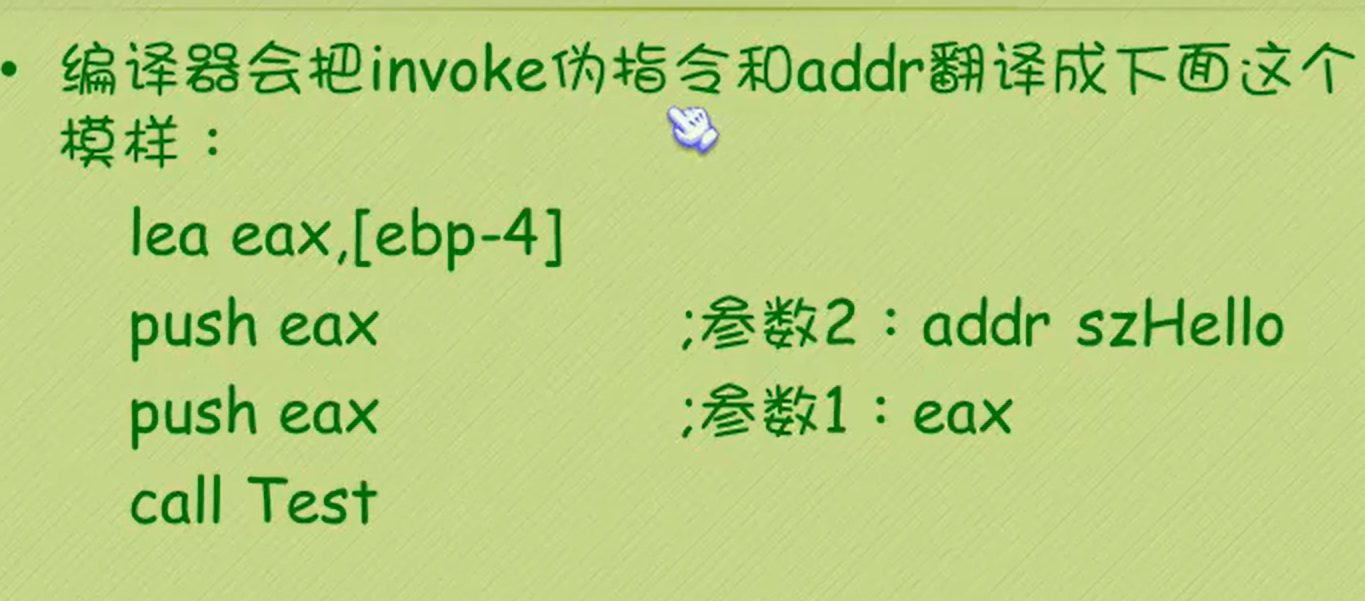 • 编译器会把invoke伪指令和addr翻译成下面这个
模样：
lea eax,[ebp-4]
push eax ;参数2：addr szHello
push eax ;参数1：eax
call Test